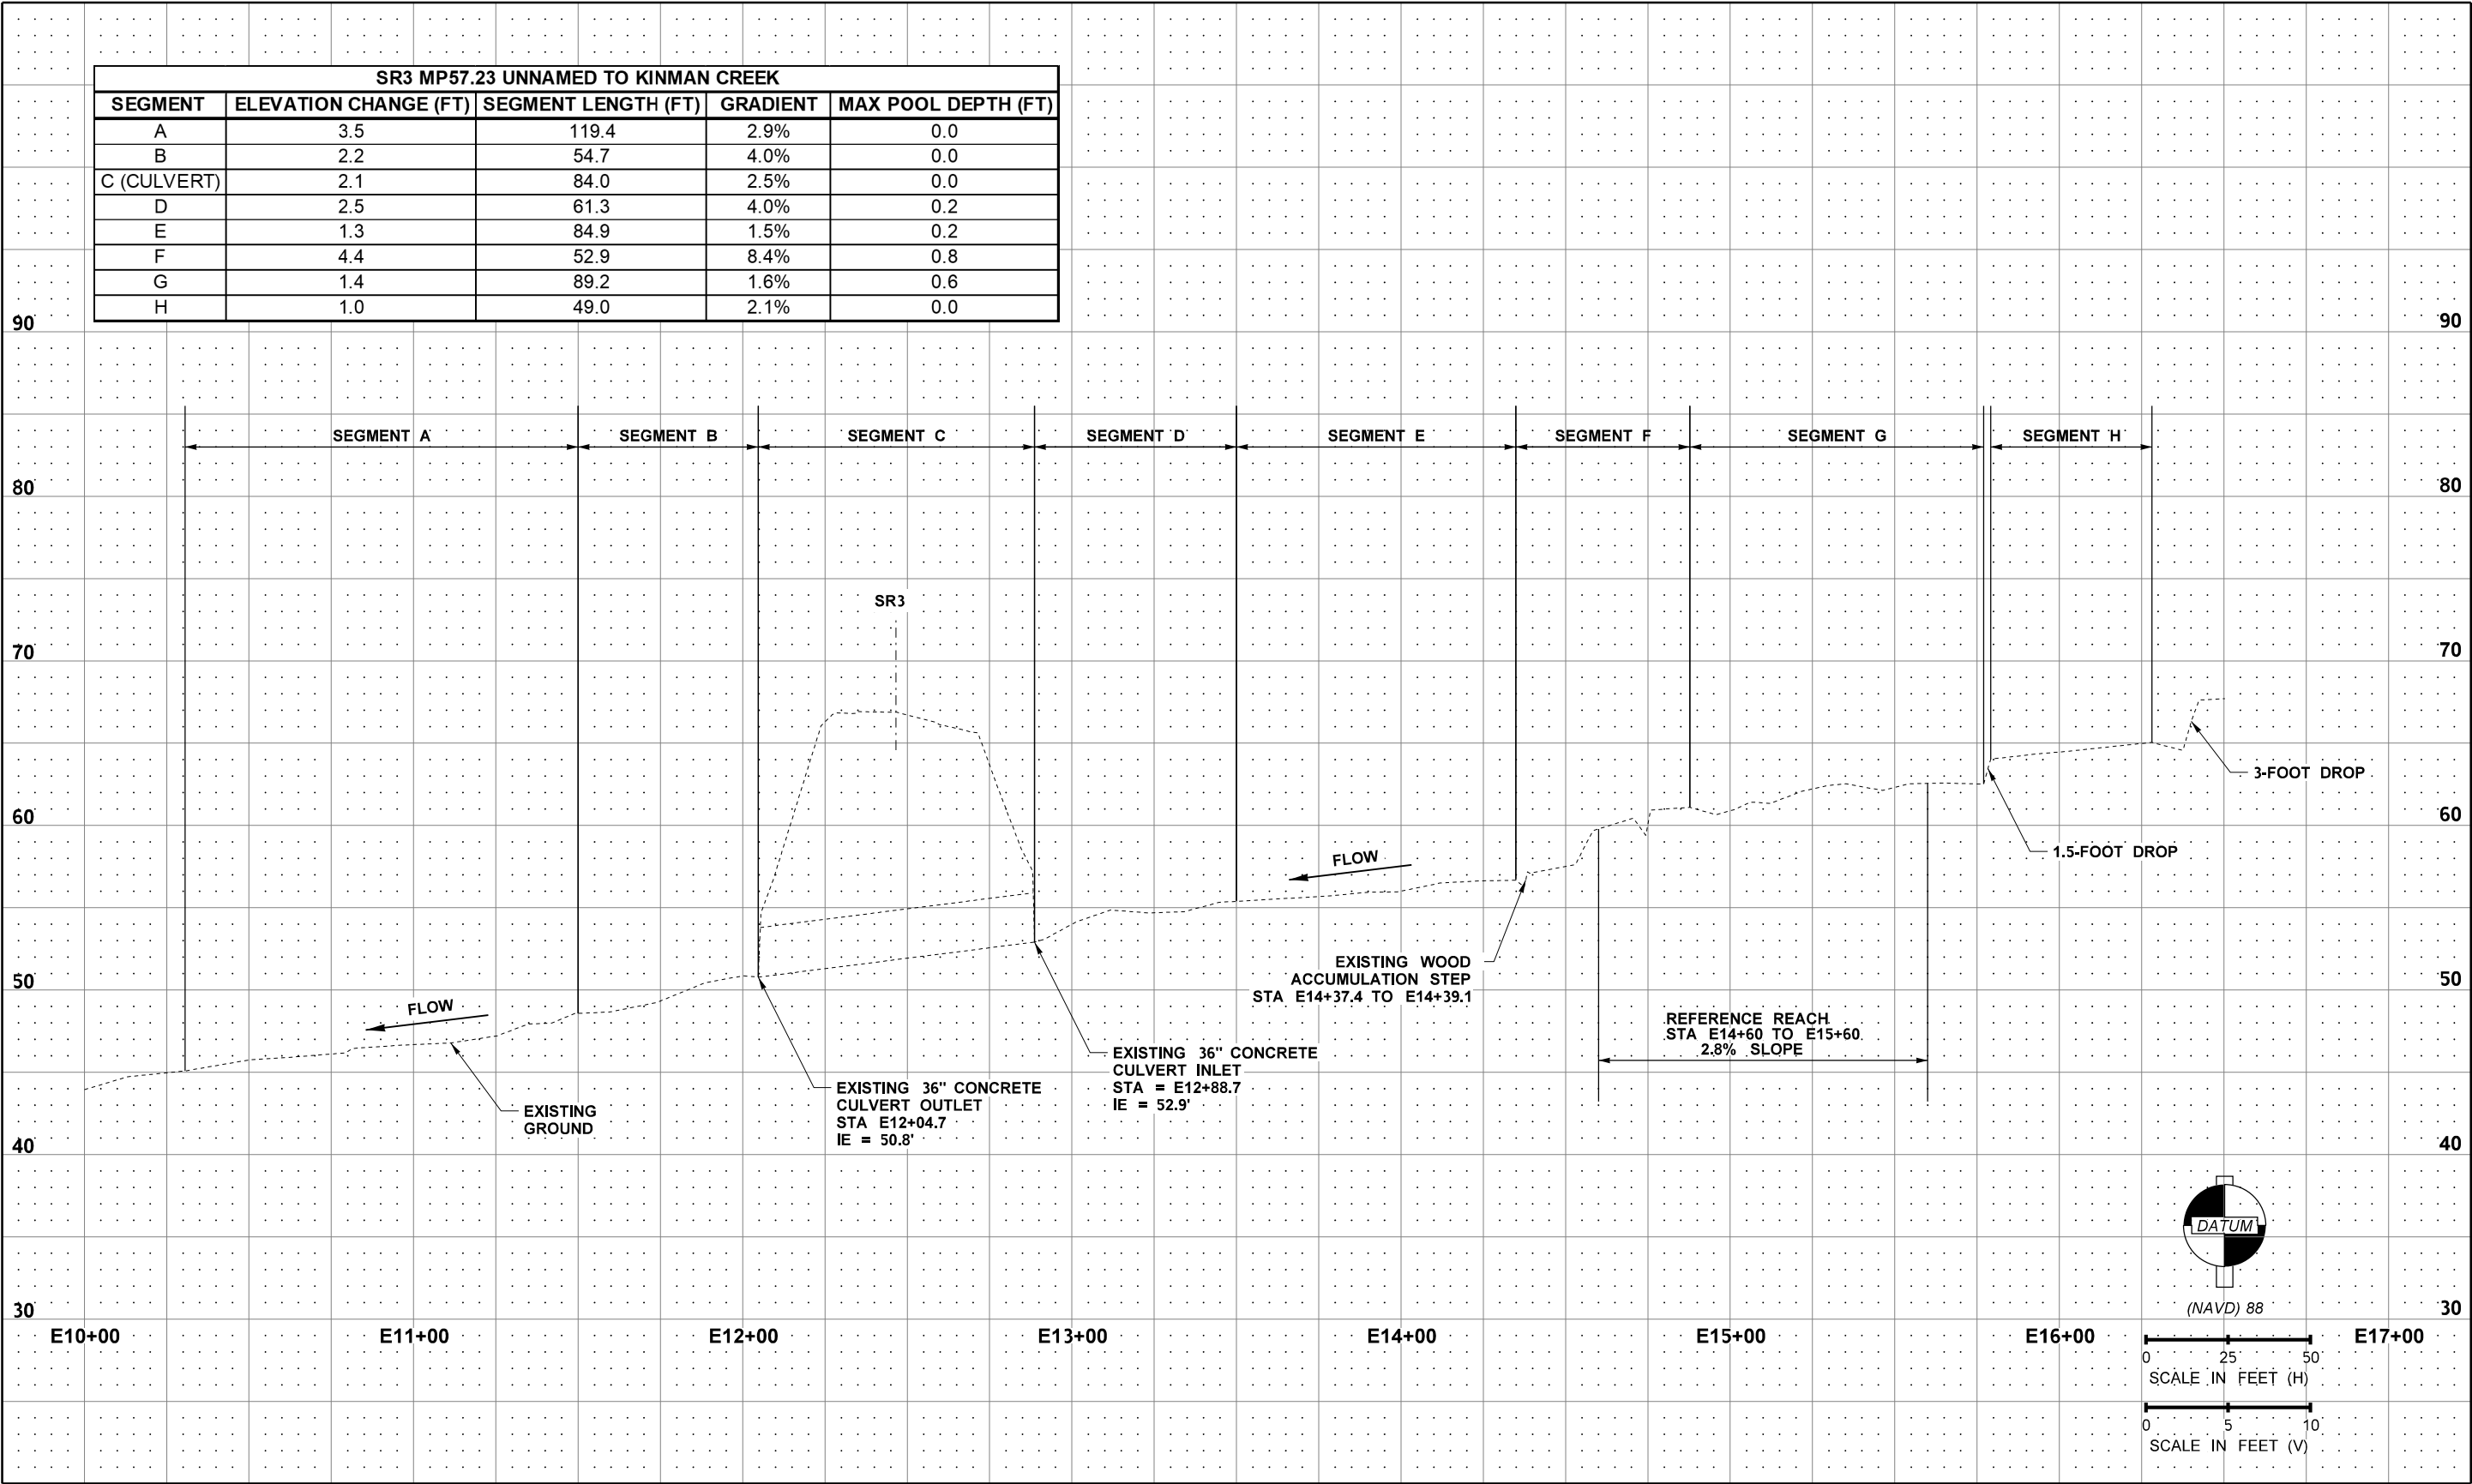 SR3 MP57.23 UNNAMED TO KINMAN CREEK
SEGMENT ELEVATION CHANGE (FT) SEGMENT LENGTH (FT) GRADIENT MAX POOL DEPTH (FT)
A 3.5 119.4 2.9% 0.0
B 2.2 54.7 4.0% 0.0
C (CULVERT) 2.1 84.0 2.5% 0.0
D 2.5 61.3 4.0% 0.2
E 1.3 84.9 1.5% 0.2
F 4.4 52.9 8.4% 0.8
G 1.4 89.2 1.6% 0.6
H 1.0 49.0 2.1% 0.0
90 90
SEGMENT A SEGMENT B SEGMENT C SEGMENT D SEGMENT E SEGMENT F SEGMENT G SEGMENT H
80 80
SR3
70 70
3-FOOT DROP
60 60
1.5-FOOT DROP
FLOW
EXISTING WOOD
ACCUMULATION STEP
STA E14+37.4 TO E14+39.1
50 50
FLOW
REFERENCE REACH
STA E14+60 TO E15+60
2.8% SLOPE
EXISTING 36" CONCRETE
CULVERT INLET
STA = E12+88.7
IE = 52.9'
EXISTING 36" CONCRETE
CULVERT OUTLET
STA E12+04.7
IE = 50.8'
EXISTING
GROUND
40 40
DATUM
(NAVD) 88
30 30
E10+00 E11+00 E12+00 E13+00 E14+00 E15+00 E16+00 E17+00
0 25 50
SCALE IN FEET (H)
0 5 10
SCALE IN FEET (V)